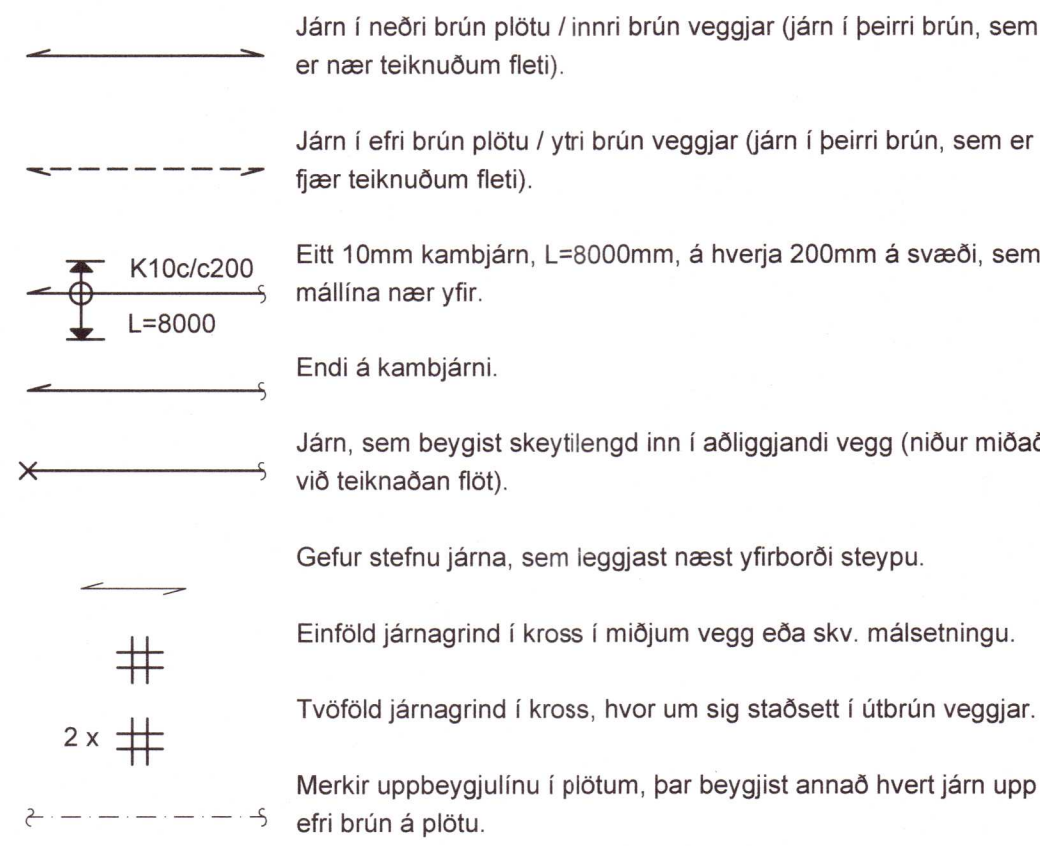 Járn í neðri brún plötu / innri brún veggjar (járn í þeirri brún, sem
er nær teiknuðum fleti).
Járn í efri brún plötu / ytri brún veggjar (járn í þeirri brún, sem er
fjær teiknuðum fleti).
K10c/c200
L=8000
Eitt 10mm kambjárn, L=8000mm, á hverja 200mm á svæði, sem
mállína nær yfir.
Endi á kambjárni.
Járn, sem beygist skeytilengd inn í aðliggjandi vegg (niður miðað
við teiknaðan flöt).
Gefur stefnu járna, sem leggjast næst yfirborði steypu.
Einföld járnagrind í kross í miðjum vegg eða skv. málsetningu.
2 x
Tvöföld járnagrind í kross, hvor um sig staðsett í útbrún veggjar.
Merkir uppbeygjulínu í plötum, þar beygjist annað hvert járn upp
efri brún á plötu.